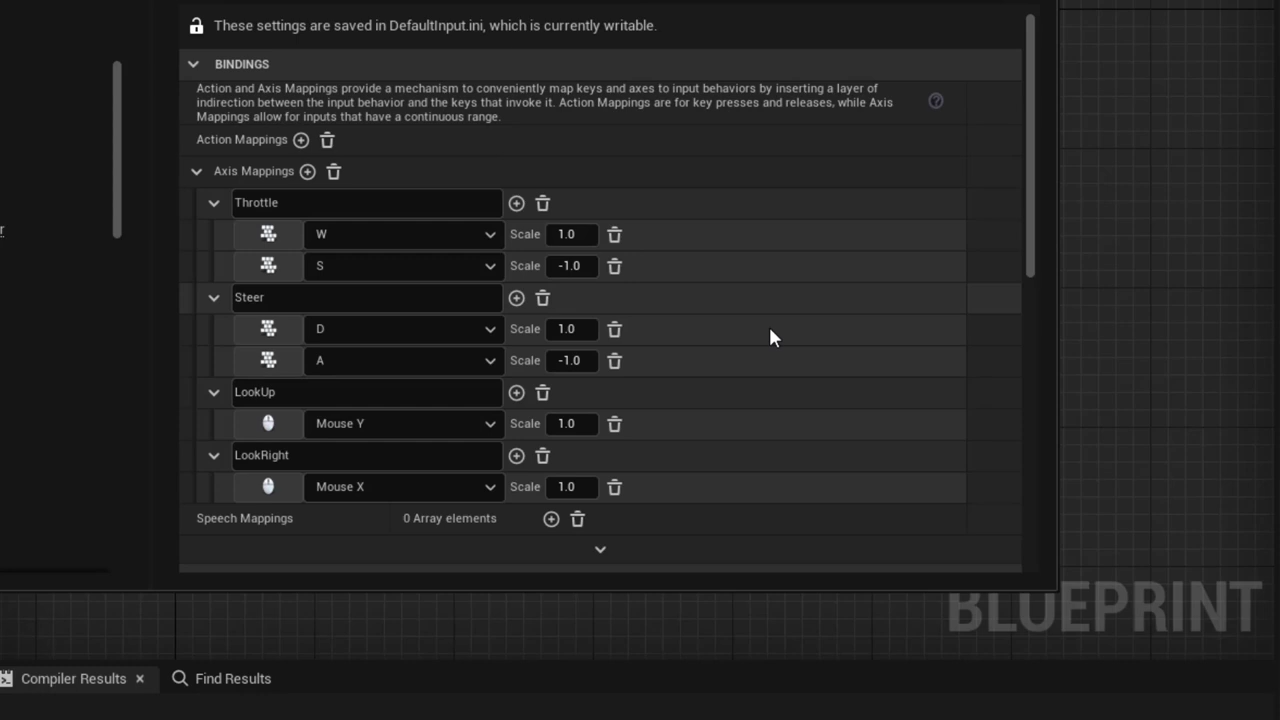 These settings are saved in DefaultInput.ini, which is currently writable.
BINDINGS
Action and Axis Mappings provide a mechanism to conveniently map keys and axes to input behaviors by inserting a layer of
indirection between the input behavior and the keys that invoke it. Action Mappings are for key presses and releases, while Axis
Mappings allow for inputs that have a continuous range.
Action Mappings
Axis Mappings
Throttle
W Scale 1.0
S Scale -1.0
Steer
D Scale 1.0
A Scale -1.0
LookUp
Mouse Y Scale 1.0
LookRight
Mouse X Scale 1.0
Speech Mappings 0 Array elements
BLUEPRINT
Compiler Results Find Results